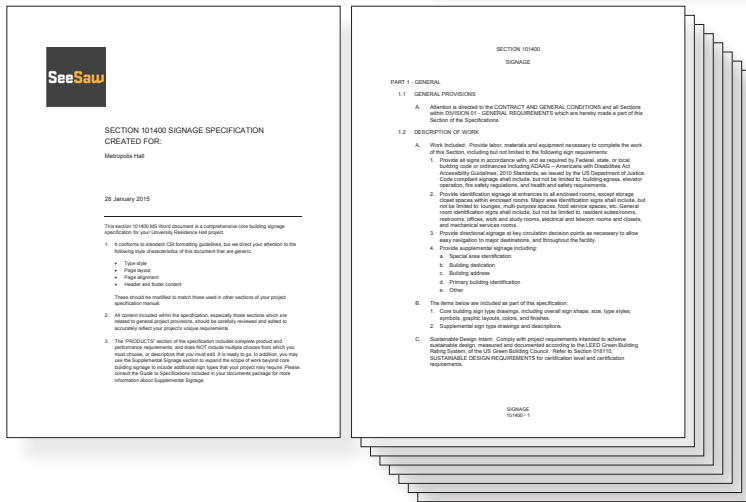 SeeSaw
SECTION 101400 SIGNAGE SPECIFICATION
CREATED FOR:
Metropolis Hall
28 January 2015
This section 101400 MS Word document is a comprehensive core building signage
specification for your University Residence Hall project.
1. It conforms to standard CSI formatting guidelines, but we direct your attention to the
following style characteristics of this document that are generic:
• Type style
• Page layout
• Page alignment
• Header and footer content
These should be modified to match those used in other sections of your project
specification manual.
2. All content included within the specification, especially those sections which are
related to general project provisions, should be carefully reviewed and edited to
accurately reflect your project's unique requirements.
3. The "PRODUCTS" section of the specification includes complete product and
performance requirements, and does NOT include multiple choices from which you
must choose, or descriptors that you must edit. It is ready to go. In addition, you may
use the Supplemental Signage section to expand the scope of work beyond core
building signage to include additional sign types that your project may require. Please
consult the Guide to Specifications included in your documents package for more
information about Supplemental Signage.
SECTION 101400
SIGNAGE
PART 1 - GENERAL
1.1 GENERAL PROVISIONS
A. Attention is directed to the CONTRACT AND GENERAL CONDITIONS and all Sections
within DIVISION 01 - GENERAL REQUIREMENTS which are hereby made a part of this
Section of the Specifications.
1.2 DESCRIPTION OF WORK
A. Work Included: Provide labor, materials and equipment necessary to complete the work
of this Section, including but not limited to the following sign requirements:
1. Provide all signs in accordance with, and as required by Federal, state, or local
building code or ordinances including ADAAG – Americans with Disabilities Act
Accessibility Guidelines, 2010 Standards, as issued by the US Department of Justice.
Code compliant signage shall include, but not be limited to, building egress, elevator
operation, fire safety regulations, and health and safety requirements.
2. Provide identification signage at entrances to all enclosed rooms, except storage
closet spaces within enclosed rooms. Major area identification signs shall include, but
not be limited to: lounges, multi-purpose spaces, food service spaces, etc. General
room identification signs shall include, but not be limited to, resident suites/rooms,
restrooms, offices, work and study rooms, electrical and telecom rooms and closets,
and mechanical services rooms.
3. Provide directional signage at key circulation decision points as necessary to allow
easy navigation to major destinations, and throughout the facility.
4. Provide supplemental signage including:
a. Special area identification
b. Building dedication
c. Building address
d. Primary building identification
e. Other
B. The items below are included as part of this specification:
1. Core building sign type drawings, including overall sign shape, size, type styles,
symbols, graphic layouts, colors, and finishes.
2. Supplemental sign type drawings and descriptions.
C. Sustainable Design Intent: Comply with project requirements intended to achieve
sustainable design, measured and documented according to the LEED Green Building
Rating System, of the US Green Building Council. Refer to Section 018110,
SUSTAINABLE DESIGN REQUIREMENTS for certification level and certification
requirements.
SIGNAGE
101400 - 1